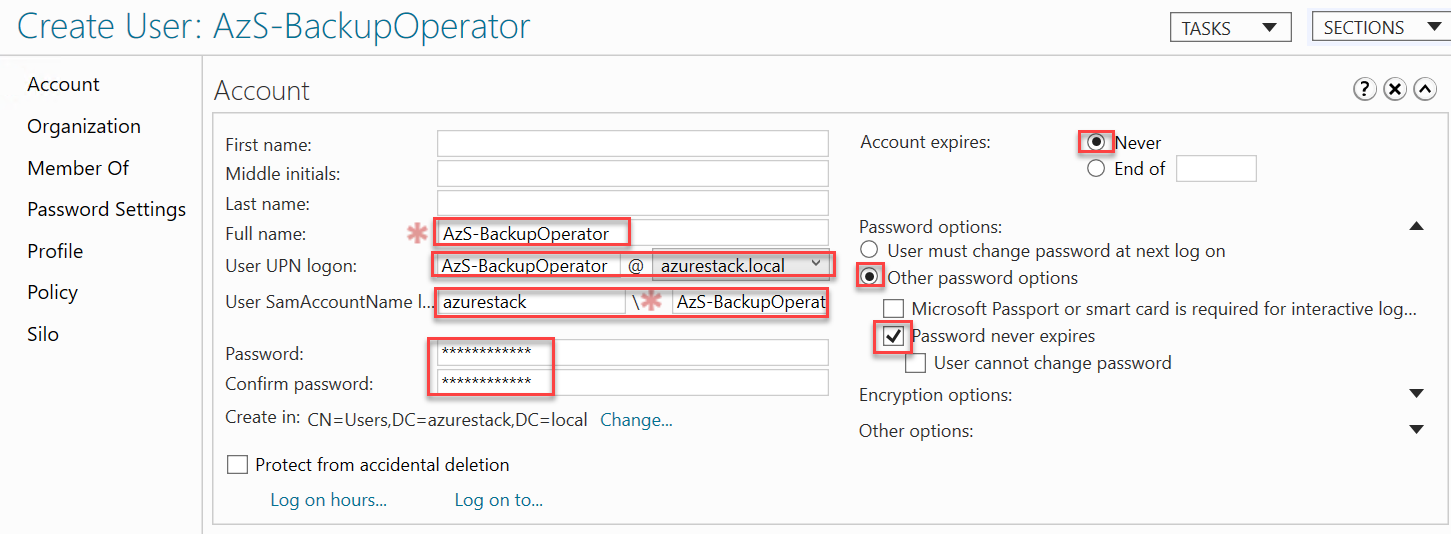 Create User: AzS-BackupOperator
TASKS
SECTIONS
Account
Organization
Member Of
Password Settings
Profile
Policy
Silo
Account
First name:
Middle initials:
Last name:
Full name: * AzS-BackupOperator
User UPN logon: AzS-BackupOperator @ azurestack.local
User SamAccountName l... azurestack \ * AzS-BackupOperat
Password: ************
Confirm password: ************
Create in: CN=Users,DC=azurestack,DC=local Change...
Protect from accidental deletion
Log on hours... Log on to...
Account expires: Never
End of
Password options:
User must change password at next log on
Other password options
Microsoft Passport or smart card is required for interactive log...
Password never expires
User cannot change password
Encryption options:
Other options: